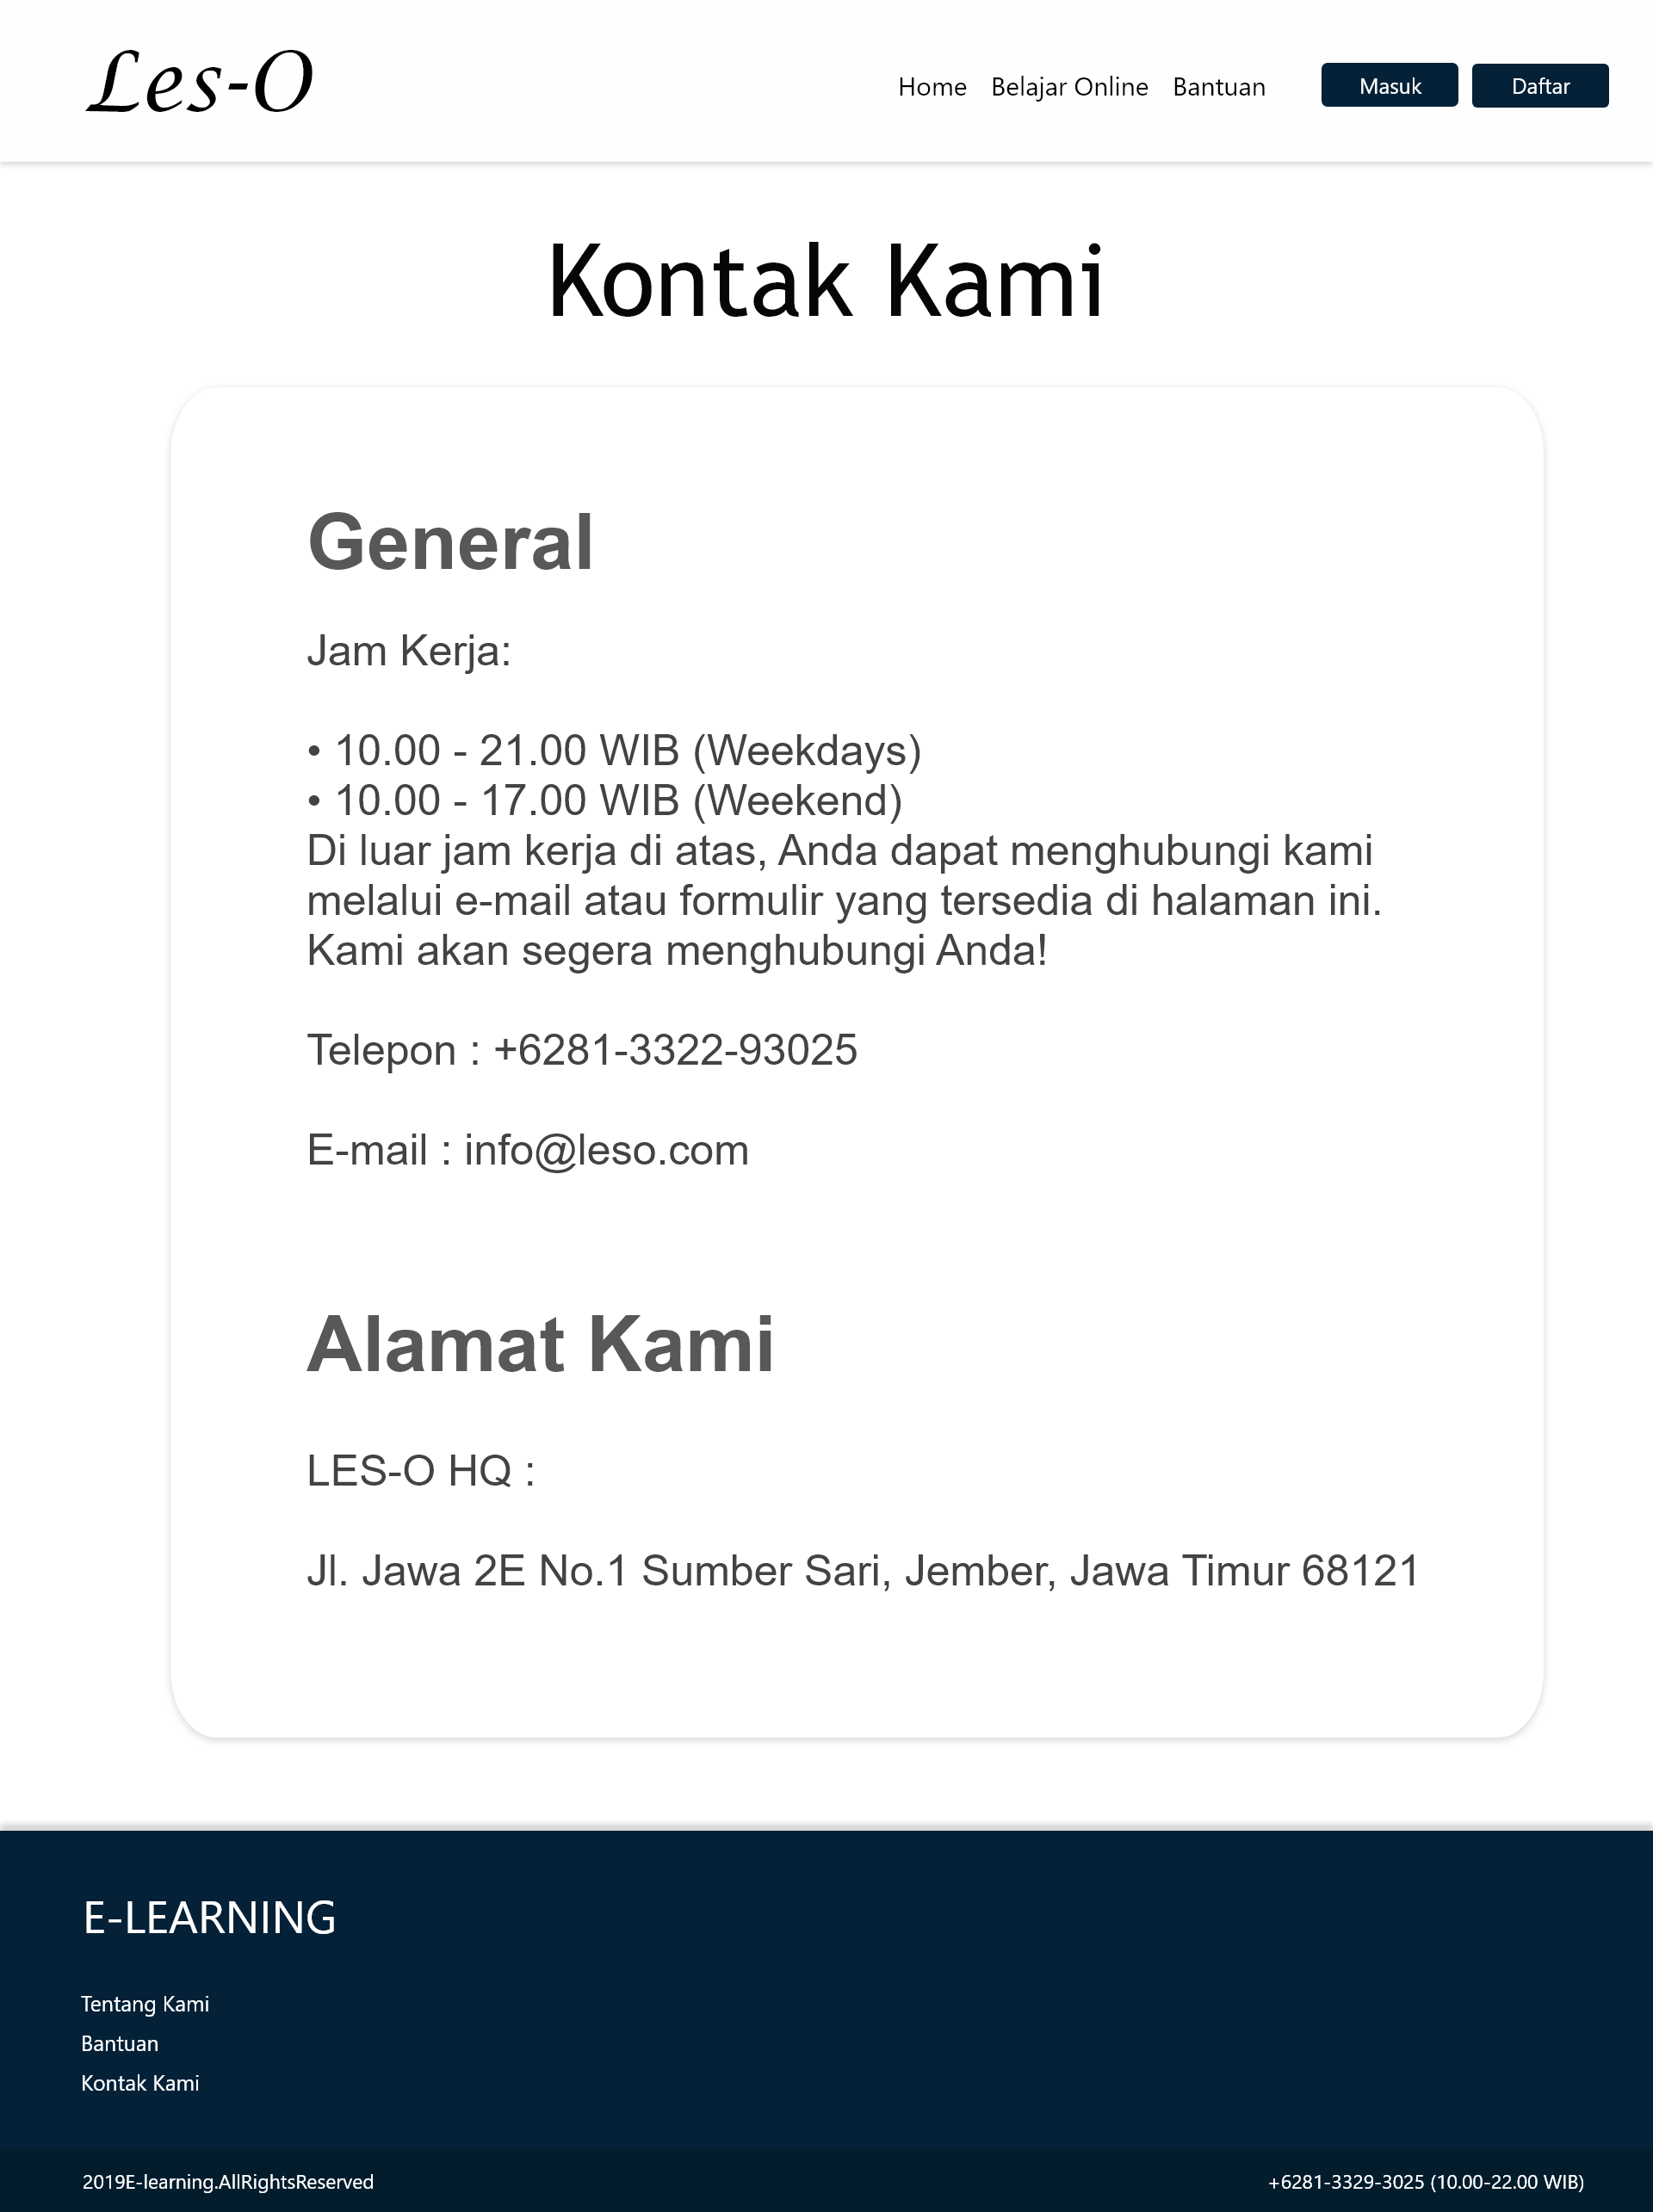 Les-O
Home Belajar Online Bantuan Masuk Daftar
Kontak Kami
General
Jam Kerja:
• 10.00 - 21.00 WIB (Weekdays)
• 10.00 - 17.00 WIB (Weekend)
Di luar jam kerja di atas, Anda dapat menghubungi kami
melalui e-mail atau formulir yang tersedia di halaman ini.
Kami akan segera menghubungi Anda!
Telepon : +6281-3322-93025
E-mail : info@leso.com
Alamat Kami
LES-O HQ :
Jl. Jawa 2E No.1 Sumber Sari, Jember, Jawa Timur 68121
E-LEARNING
Tentang Kami
Bantuan
Kontak Kami
2019E-learning.AllRightsReserved
+6281-3329-3025 (10.00-22.00 WIB)